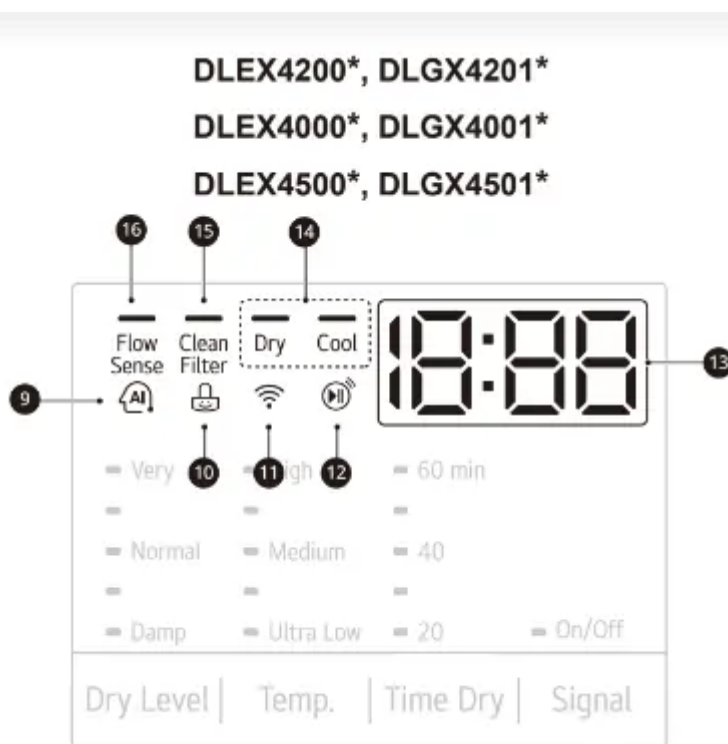 DLEX4200*, DLGX4201*
DLEX4000*, DLGX4001*
DLEX4500*, DLGX4501*
16 15 14
Flow Sense
Clean Filter
Dry
Cool
18:88
13
9
AI
10 11 12
Very
High
60 min
Normal
Medium
40
Damp
Ultra Low
20
On/Off
Dry Level
Temp.
Time Dry
Signal